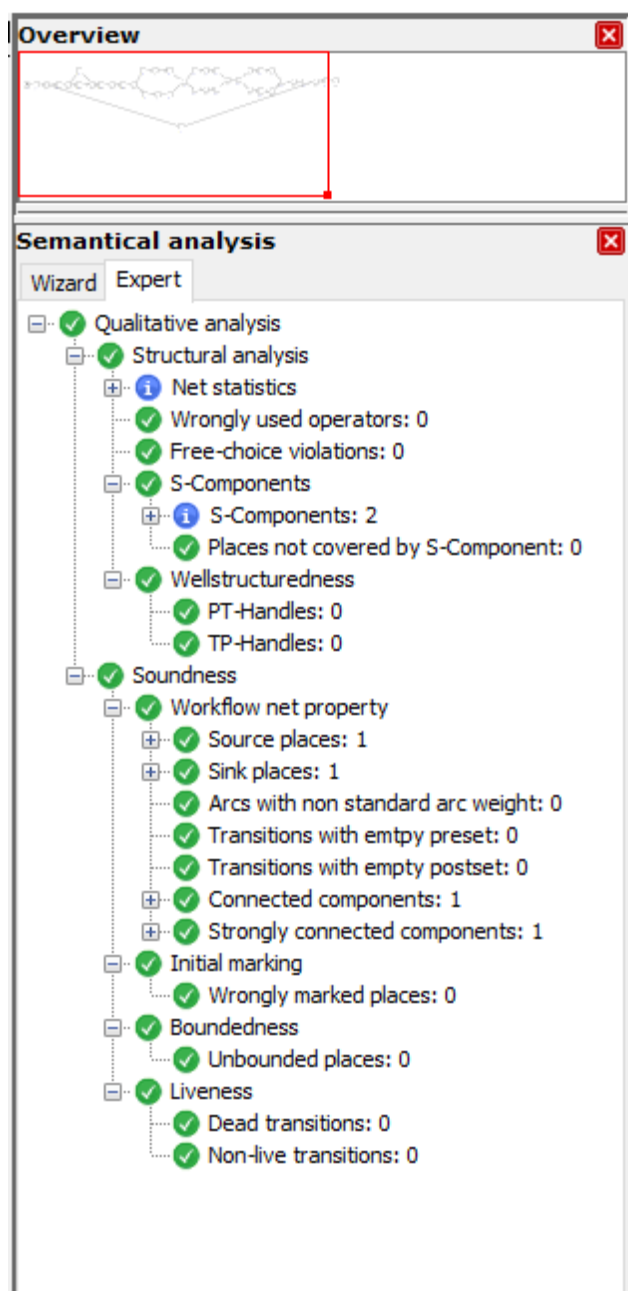 Overview
Semantical analysis
Wizard Expert
Qualitative analysis
Structural analysis
Net statistics
Wrongly used operators: 0
Free-choice violations: 0
S-Components
S-Components: 2
Places not covered by S-Component: 0
Wellstructuredness
PT-Handles: 0
TP-Handles: 0
Soundness
Workflow net property
Source places: 1
Sink places: 1
Arcs with non standard arc weight: 0
Transitions with emtpy preset: 0
Transitions with empty postset: 0
Connected components: 1
Strongly connected components: 1
Initial marking
Wrongly marked places: 0
Boundedness
Unbounded places: 0
Liveness
Dead transitions: 0
Non-live transitions: 0